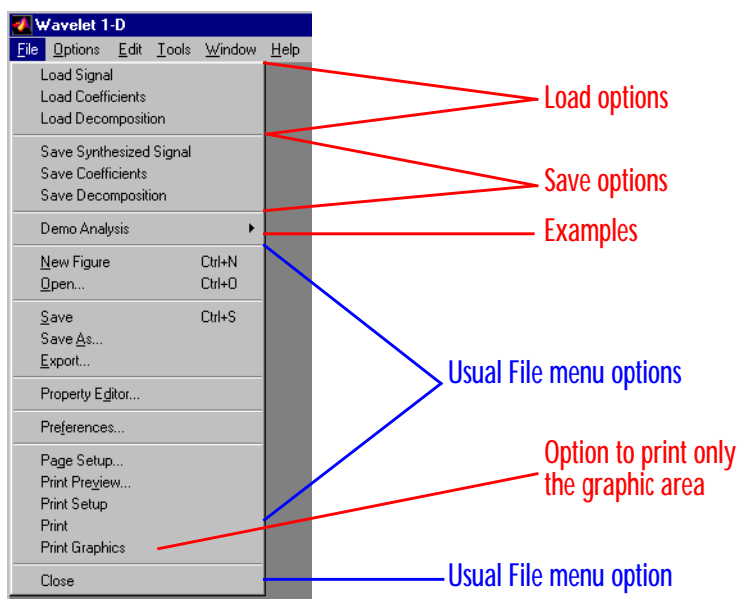 Wavelet 1-D
File Options Edit Tools Window Help
Load Signal
Load Coefficients
Load Decomposition
Load options
Save Synthesized Signal
Save Coefficients
Save Decomposition
Save options
Demo Analysis
Examples
New Figure Ctrl+N
Open... Ctrl+O
Save Ctrl+S
Save As...
Export...
Usual File menu options
Property Editor...
Preferences...
Page Setup...
Print Preview...
Print Setup
Print
Print Graphics
Option to print only
the graphic area
Close
Usual File menu option